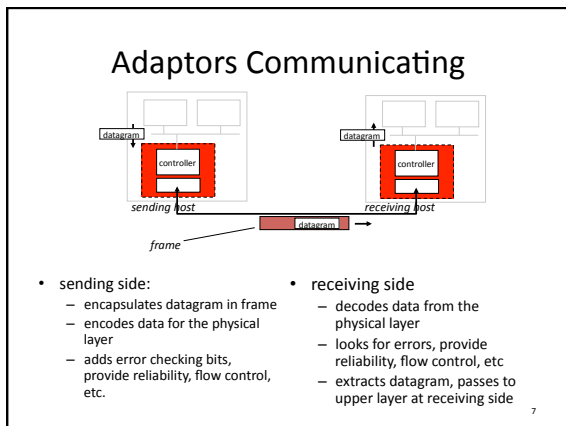 Adaptors Communicating
datagram
controller
sending host
datagram
controller
receiving host
datagram
frame
• sending side:
– encapsulates datagram in frame
– encodes data for the physical
layer
– adds error checking bits,
provide reliability, flow control,
etc.
• receiving side
– decodes data from the
physical layer
– looks for errors, provide
reliability, flow control, etc
– extracts datagram, passes to
upper layer at receiving side
7